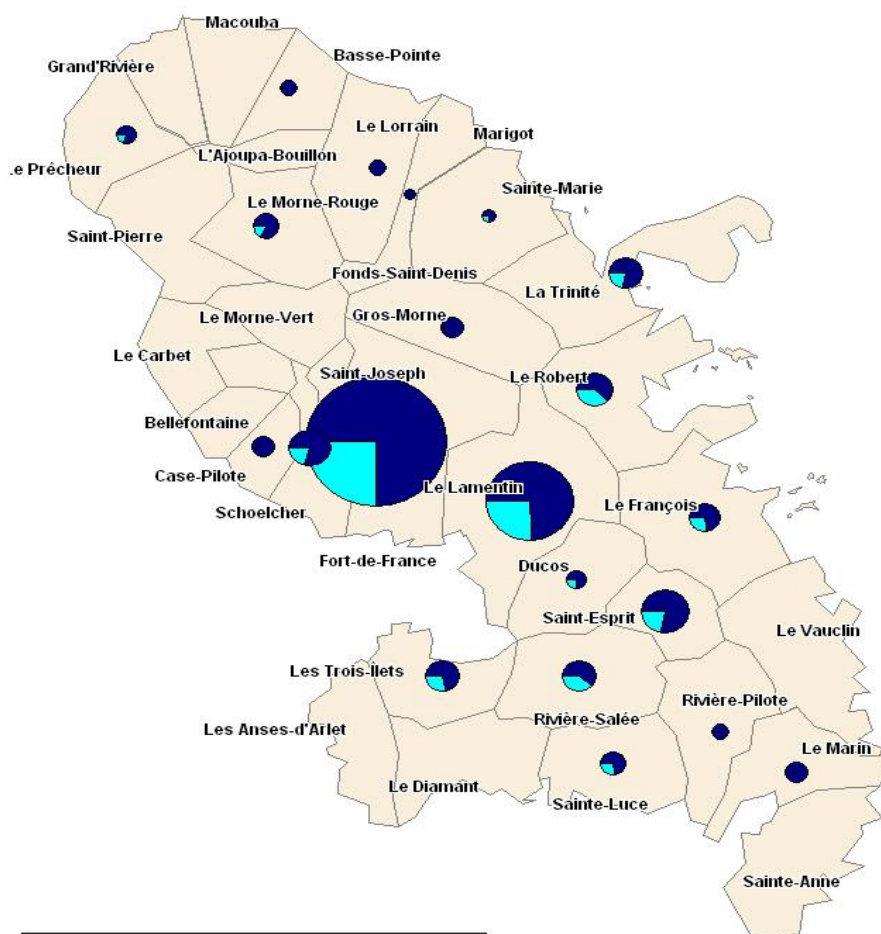 Macouba
Basse-Pointe
Grand'Rivière
Le Lorrain
Marigot
L'Ajoupa-Bouillon
Le Prêcheur
Sainte-Marie
Le Morne-Rouge
Saint-Pierre
Fonds-Saint-Denis
La Trinité
Le Morne-Vert
Gros-Morne
Le Carbet
Saint-Joseph
Le Robert
Bellefontaine
Case-Pilote
Le Lamentin
Le François
Schoelcher
Fort-de-France
Ducos
Saint-Esprit
Le Vauclin
Les Trois-Îlets
Rivière-Pilote
Rivière-Salée
Les Anses-d'Arlet
Le Marin
Le Diamant
Sainte-Luce
Sainte-Anne